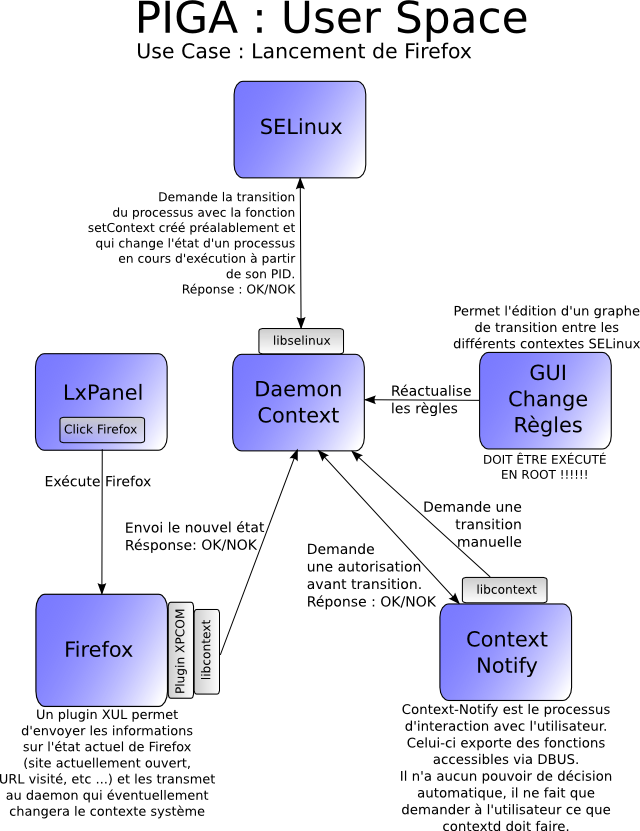 PIGA : User Space
Use Case : Lancement de Firefox
SELinux
Demande la transition
du processus avec la fonction
setContext créé préalablement et
qui change l'état d'un processus
en cours d'exécution à partir
de son PID.
Réponse : OK/NOK
libselinux
Daemon
Context
LxPanel
Click Firefox
Exécute Firefox
Permet l'édition d'un graphe
de transition entre les
différents contextes SELinux
GUI
Change
Règles
Réactualise
les règles
DOIT ÊTRE EXÉCUTÉ
EN ROOT !!!!!!
Envoi le nouvel état
Résponse: OK/NOK
Demande une
transition
manuelle
Demande
une autorisation
avant transition.
Réponse : OK/NOK
Firefox
Plugin XPCOM
libcontext
libcontext
Context
Notify
Un plugin XUL permet
d'envoyer les informations
sur l'état actuel de Firefox
(site actuellement ouvert,
URL visité, etc ...) et les transmet
au daemon qui éventuellement
changera le contexte système
Context-Notify est le processus
d'interaction avec l'utilisateur.
Celui-ci exporte des fonctions
accessibles via DBUS.
Il n'a aucun pouvoir de décision
automatique, il ne fait que
demander à l'utilisateur ce que
contextd doit faire.